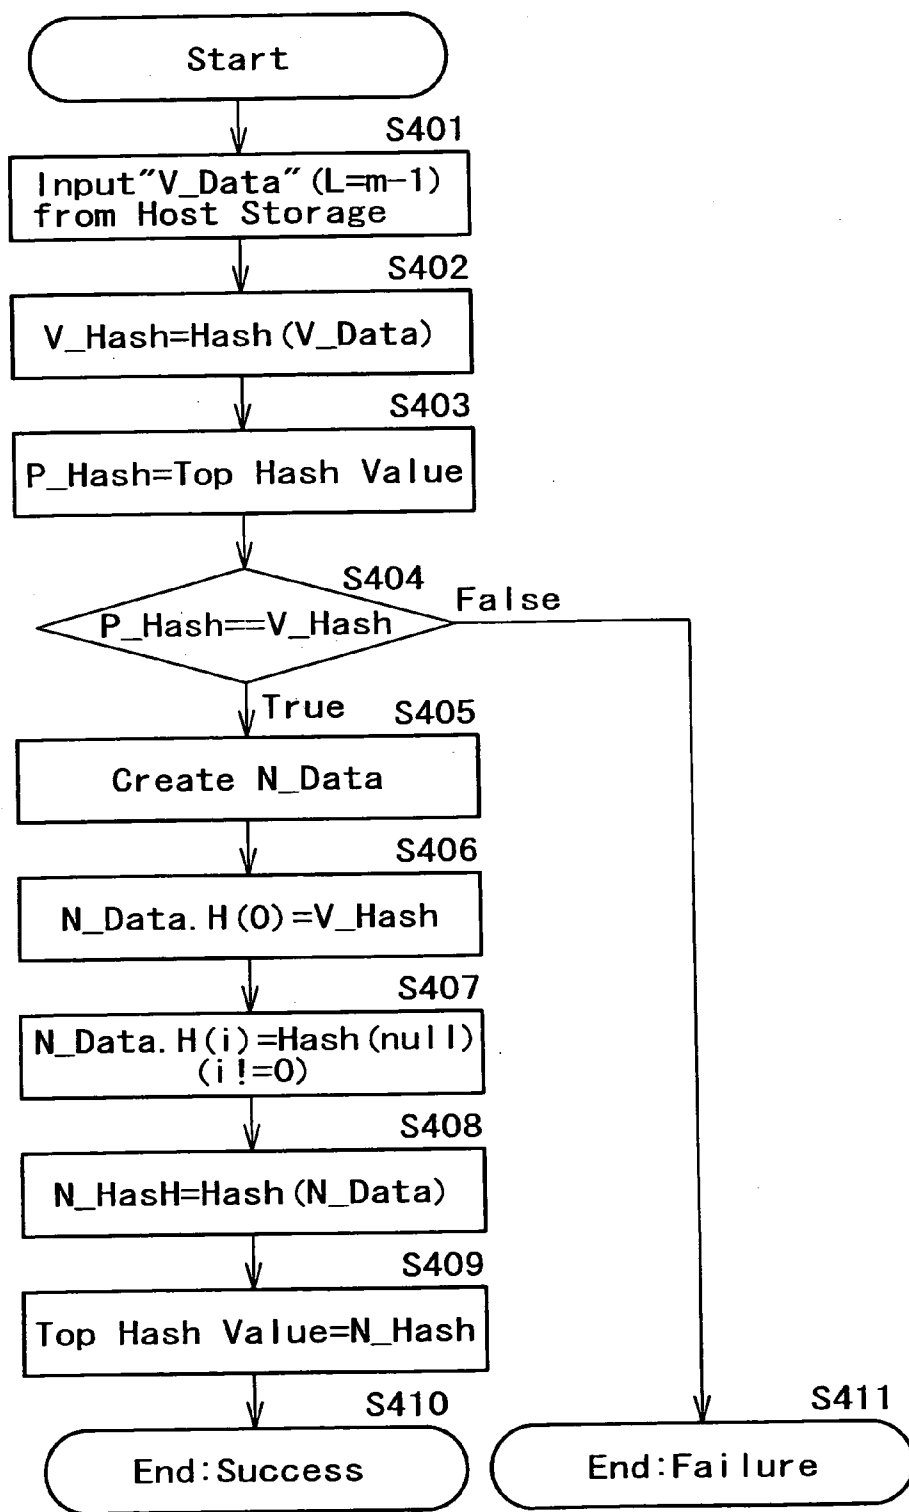 Start
S401
Input"V_Data"(L=m-1)
from Host Storage
S402
V_Hash=Hash(V_Data)
S403
P_Hash=Top Hash Value
S404
False
P_Hash==V_Hash
True
S405
Create N_Data
S406
N_Data.H(0)=V_Hash
S407
N_Data.H(i)=Hash(null)
(i!=0)
S408
N_HasH=Hash(N_Data)
S409
Top Hash Value=N_Hash
S410
S411
End:Success
End:Failure